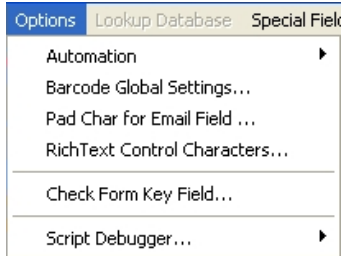 Options Lookup Database Special Field
Automation
Barcode Global Settings...
Pad Char for Email Field ...
RichText Control Characters...
Check Form Key Field...
Script Debugger...